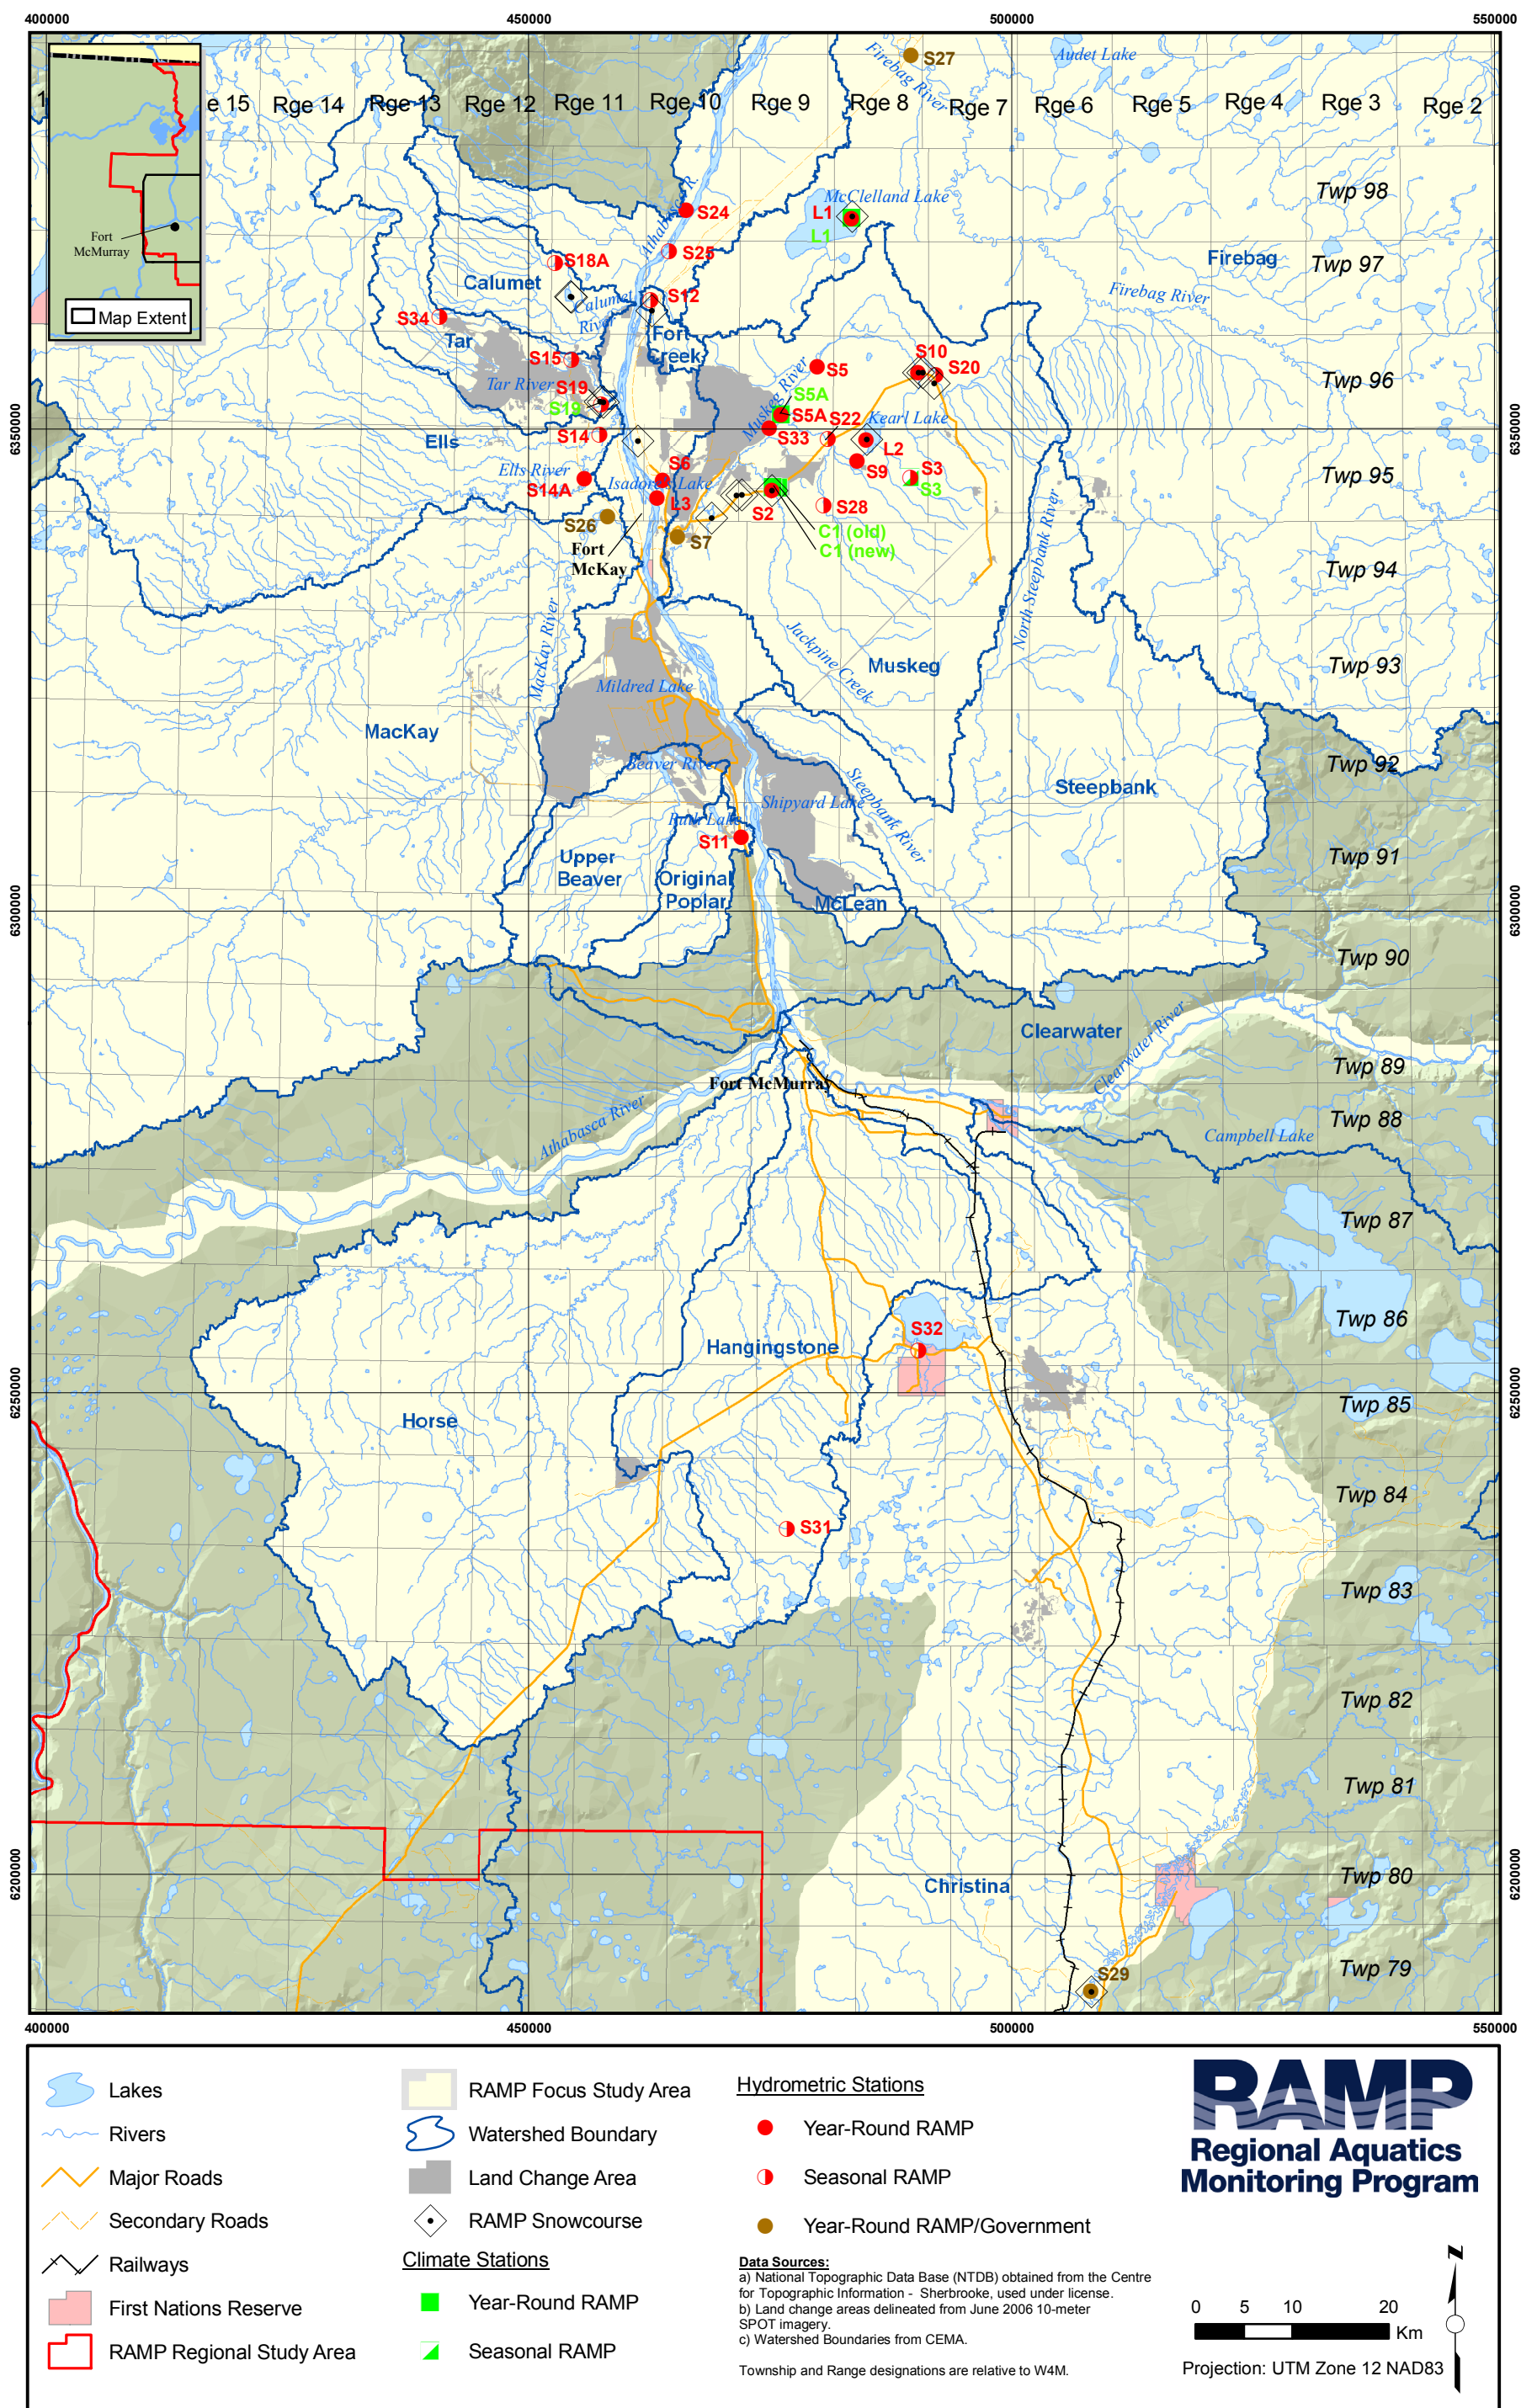 400000
450000
500000
550000
S27
Audet Lake
Firebag River
e 15
Rge 14
Rge 13
Rge 12
Rge 11
Rge 10
Rge 9
Rge 8
Rge 7
Rge 6
Rge 5
Rge 4
Rge 3
Rge 2
Fort
McMurray
Map Extent
Twp 98
McClelland Lake
L1
L1
S24
Athabasca R.
S25
S18A
Firebag
Twp 97
Calumet
Calumet
River
S12
Firebag River
S34
Tar
Fort
Creek
S15
S5
S10
S20
Twp 96
Tar River
S19
S19
Muskeg River
S5A
S5A
S22
Kearl Lake
6350000
6350000
Ells
S14
S33
L2
S9
S3
S3
Twp 95
Ells River
S14A
S6
Isadore's Lake
L3
S2
S28
S26
S7
C1 (old)
C1 (new)
Fort
McKay
North Steepbank River
Twp 94
MacKay River
Jackpine Creek
Muskeg
Twp 93
Mildred Lake
MacKay
Beaver River
Twp 92
Steepbank
Shipyard Lake
Steepbank River
Ruth Lake
S11
Upper
Beaver
Original
Poplar
Twp 91
McLean
6300000
6300000
Twp 90
Clearwater
Clearwater River
Twp 89
Fort McMurray
Athabasca River
Twp 88
Campbell Lake
Twp 87
Twp 86
S32
Hangingstone
6250000
6250000
Twp 85
Horse
Twp 84
S31
Twp 83
Twp 82
Twp 81
Twp 80
6200000
6200000
Christina
Twp 79
S29
400000
450000
500000
550000
Lakes
Rivers
Major Roads
Secondary Roads
Railways
First Nations Reserve
RAMP Regional Study Area
RAMP Focus Study Area
Watershed Boundary
Land Change Area
RAMP Snowcourse
Climate Stations
Year-Round RAMP
Seasonal RAMP
Hydrometric Stations
Year-Round RAMP
Seasonal RAMP
Year-Round RAMP/Government
Data Sources:
a) National Topographic Data Base (NTDB) obtained from the Centre
for Topographic Information - Sherbrooke, used under license.
b) Land change areas delineated from June 2006 10-meter
SPOT imagery.
c) Watershed Boundaries from CEMA.
Township and Range designations are relative to W4M.
RAMP
Regional Aquatics
Monitoring Program
N
0 5 10 20
Km
Projection: UTM Zone 12 NAD83